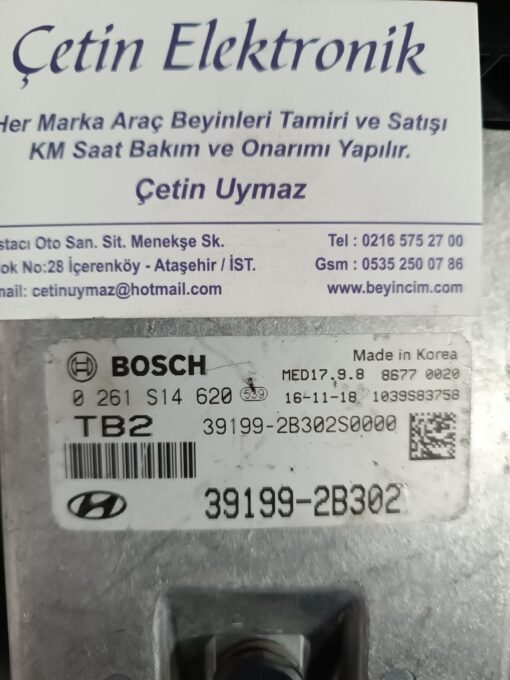 Çetin Elektronik
Her Marka Araç Beyinleri Tamiri ve Satışı
KM Saat Bakım ve Onarımı Yapılır.
Çetin Uymaz
Oto San. Sit. Menekşe Sk.
No:28 İçerenköy - Ataşehir / İST.
cetinuymaz@hotmail.com
Tel : 0216 575 27 00
Gsm : 0535 250 07 86
www.beyincim.com
BOSCH
Made in Korea
MED17.9.8 8677 0020
0 261 S14 620 539 16-11-18 1039S83758
TB2 39199-2B302S0000
39199-2B302